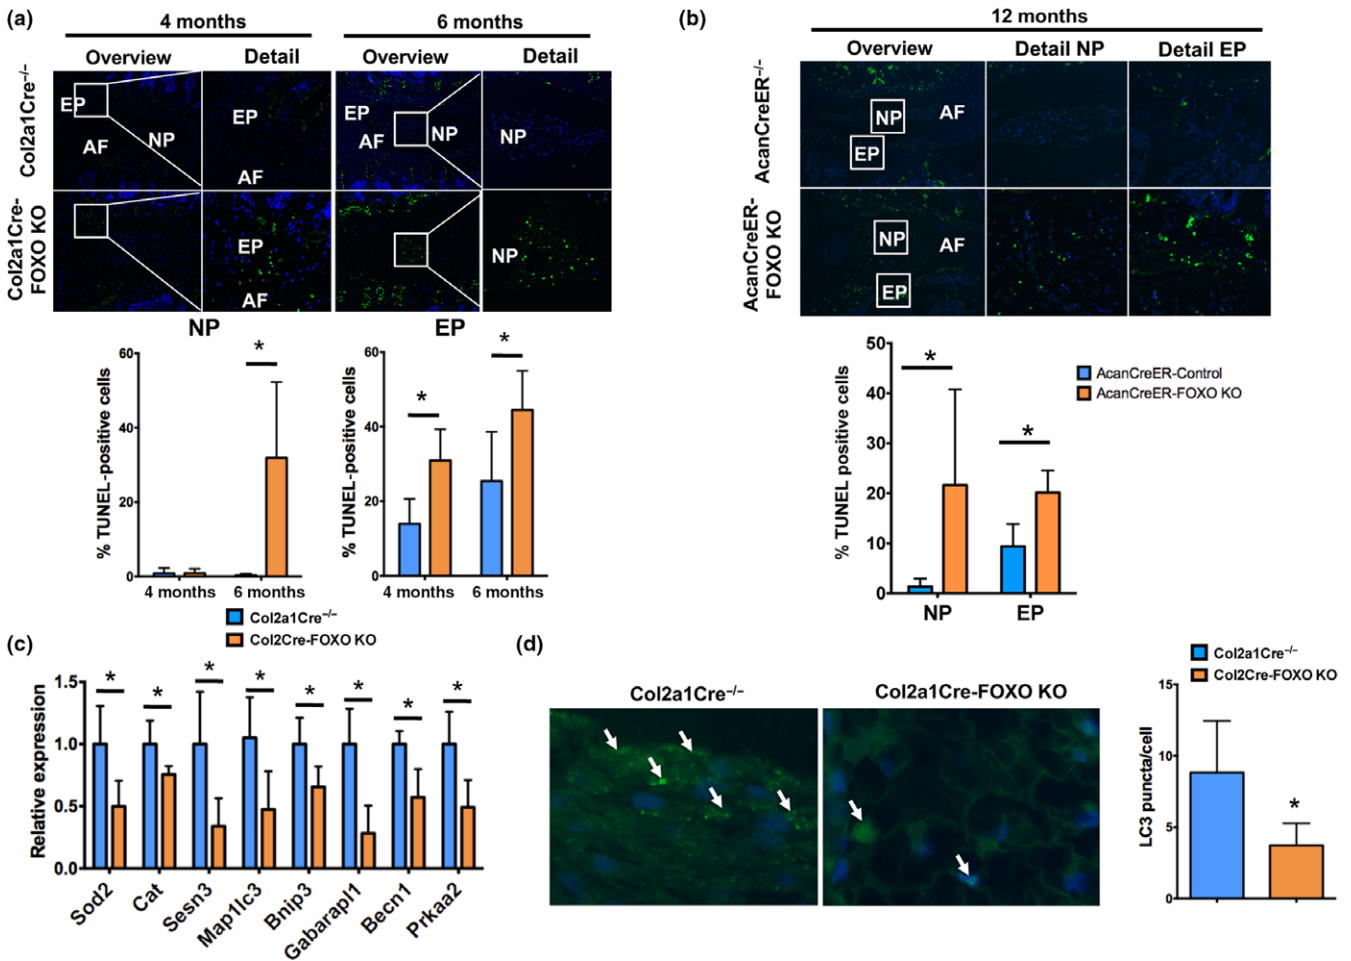 (a)
4 months
6 months
Overview
Detail
Overview
Detail
Col2a1Cre–/–
EP
AF
NP
EP
AF
EP
AF
NP
NP
Col2a1Cre-
FOXO KO
EP
AF
NP
NP
% TUNEL-positive cells
60
40
20
0
*
4 months
6 months
EP
% TUNEL-positive cells
60
40
20
0
*
*
4 months
6 months
Col2a1Cre–/–
Col2Cre-FOXO KO
(b)
12 months
Overview
Detail NP
Detail EP
AcanCreER–/–
NP
AF
EP
AcanCreER-
FOXO KO
NP
AF
EP
% TUNEL positive cells
50
40
30
20
10
0
*
*
NP
EP
AcanCreER-Control
AcanCreER-FOXO KO
(c)
Relative expression
1.5
1.0
0.5
0.0
*
*
*
*
*
*
*
*
Sod2
Cat
Sesn3
Map1lc3
Bnip3
Gabarapl1
Becn1
Prkaa2
(d)
Col2a1Cre–/–
Col2a1Cre-FOXO KO
Col2a1Cre–/–
Col2Cre-FOXO KO
LC3 puncta/cell
15
10
5
0
*